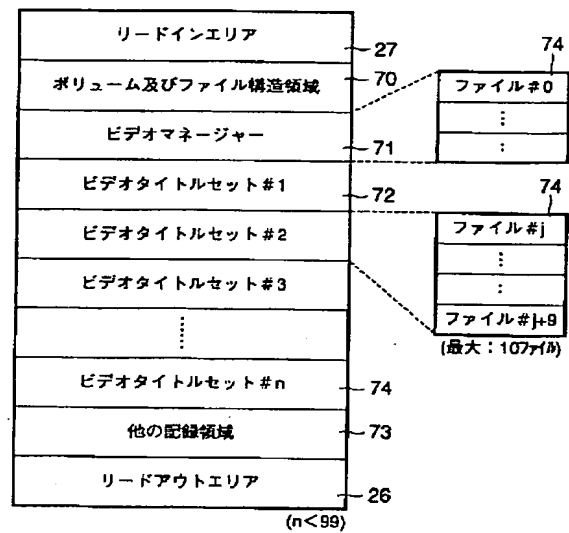 リードインエリア
27
ボリューム及びファイル構造領域
70
ビデオマネージャー
71
ビデオタイトルセット#1
72
ビデオタイトルセット#2
ビデオタイトルセット#3
ビデオタイトルセット#n
74
他の記録領域
73
リードアウトエリア
26
(n<99)
74
ファイル#0
74
ファイル#j
ファイル#j+9
(最大：10ファイル)